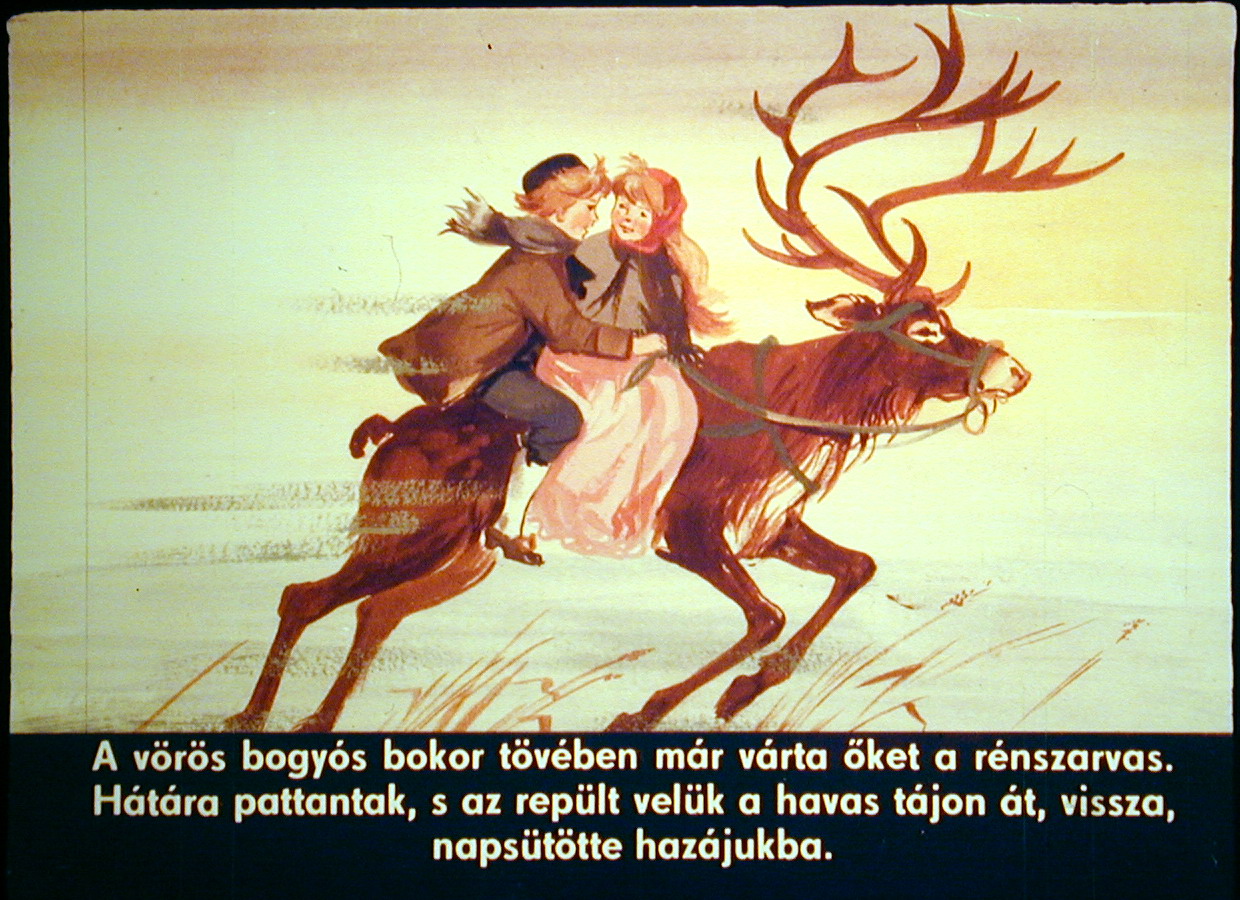 A vörös bogyós bokor tövében már várta őket a rénszarvas.
Hátára pattantak, s az repült velük a havas tájon át, vissza,
napsütötte hazájukba.